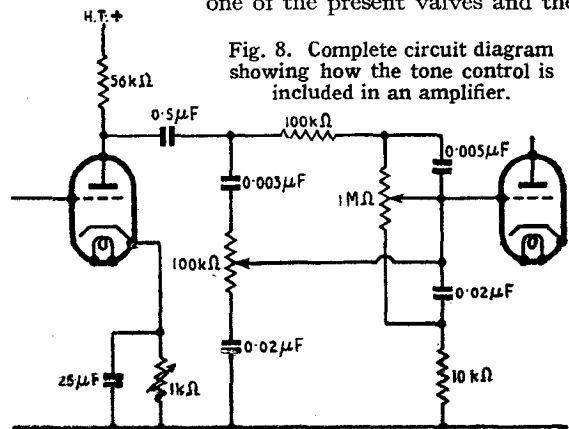 one of the present valves and the
H.T.+
Fig. 8. Complete circuit diagram
showing how the tone control is
included in an amplifier.
56kΩ
0·5μF
100kΩ
0·005μF
0·003μF
1MΩ
100kΩ
0·02μF
0·02μF
25μF
1kΩ
10kΩ